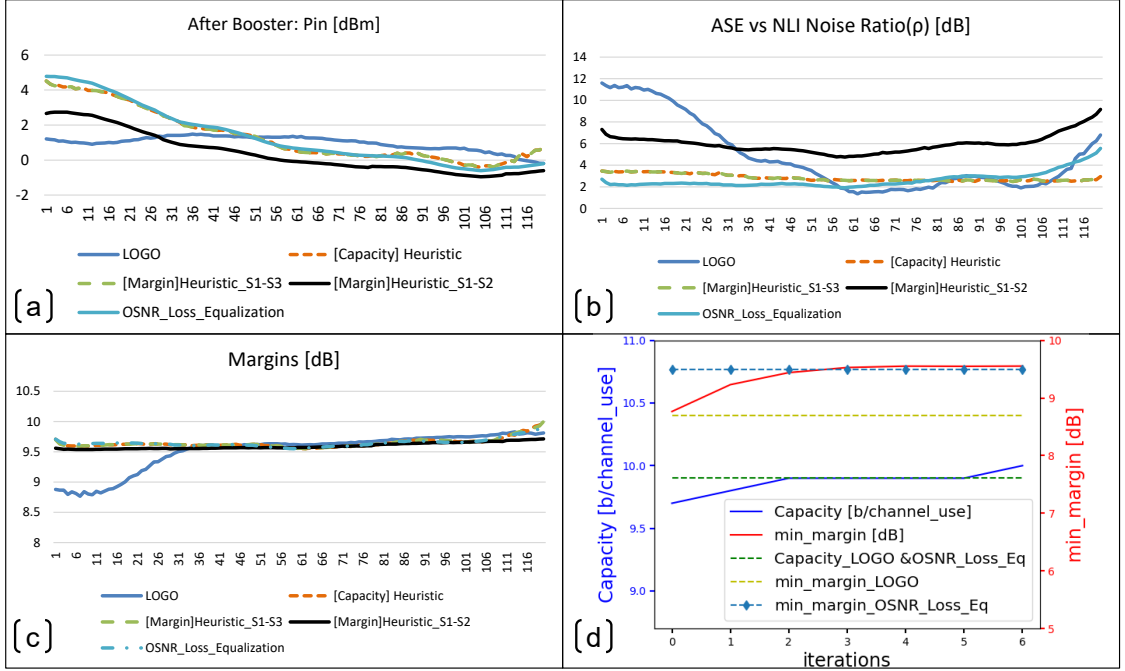 After Booster: Pin [dBm]
6
4
2
0
-2
1 6 11 16 21 26 31 36 41 46 51 56 61 66 71 76 81 86 91 96 101 106 111 116
LOGO
[Capacity] Heuristic
[Margin]Heuristic_S1-S3
[Margin]Heuristic_S1-S2
OSNR_Loss_Equalization
[a]
ASE vs NLI Noise Ratio(ρ) [dB]
14
12
10
8
6
4
2
0
1 6 11 16 21 26 31 36 41 46 51 56 61 66 71 76 81 86 91 96 101 106 111 116
LOGO
[Capacity] Heuristic
[Margin]Heuristic_S1-S3
[Margin]Heuristic_S1-S2
OSNR_Loss_Equalization
[b]
Margins [dB]
10.5
10
9.5
9
8.5
8
1 6 11 16 21 26 31 36 41 46 51 56 61 66 71 76 81 86 91 96 101 106 111 116
LOGO
[Capacity] Heuristic
[Margin]Heuristic_S1-S3
[Margin]Heuristic_S1-S2
OSNR_Loss_Equalization
[c]
Capacity [b/channel_use]
11.0
10.5
10.0
9.5
9.0
min_margin [dB]
10
9
8
7
6
5
Capacity [b/channel_use]
min_margin [dB]
Capacity_LOGO &OSNR_Loss_Eq
min_margin_LOGO
min_margin_OSNR_Loss_Eq
0 1 2 3 4 5 6
iterations
[d]